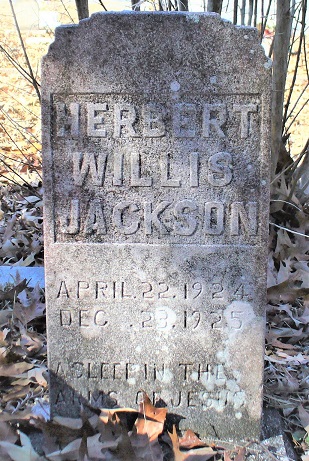 HERBERT
WILLIS
JACKSON
APRIL.22.1924
DEC .23.1925
ASLEEP IN THE
ARMS OF JESUS